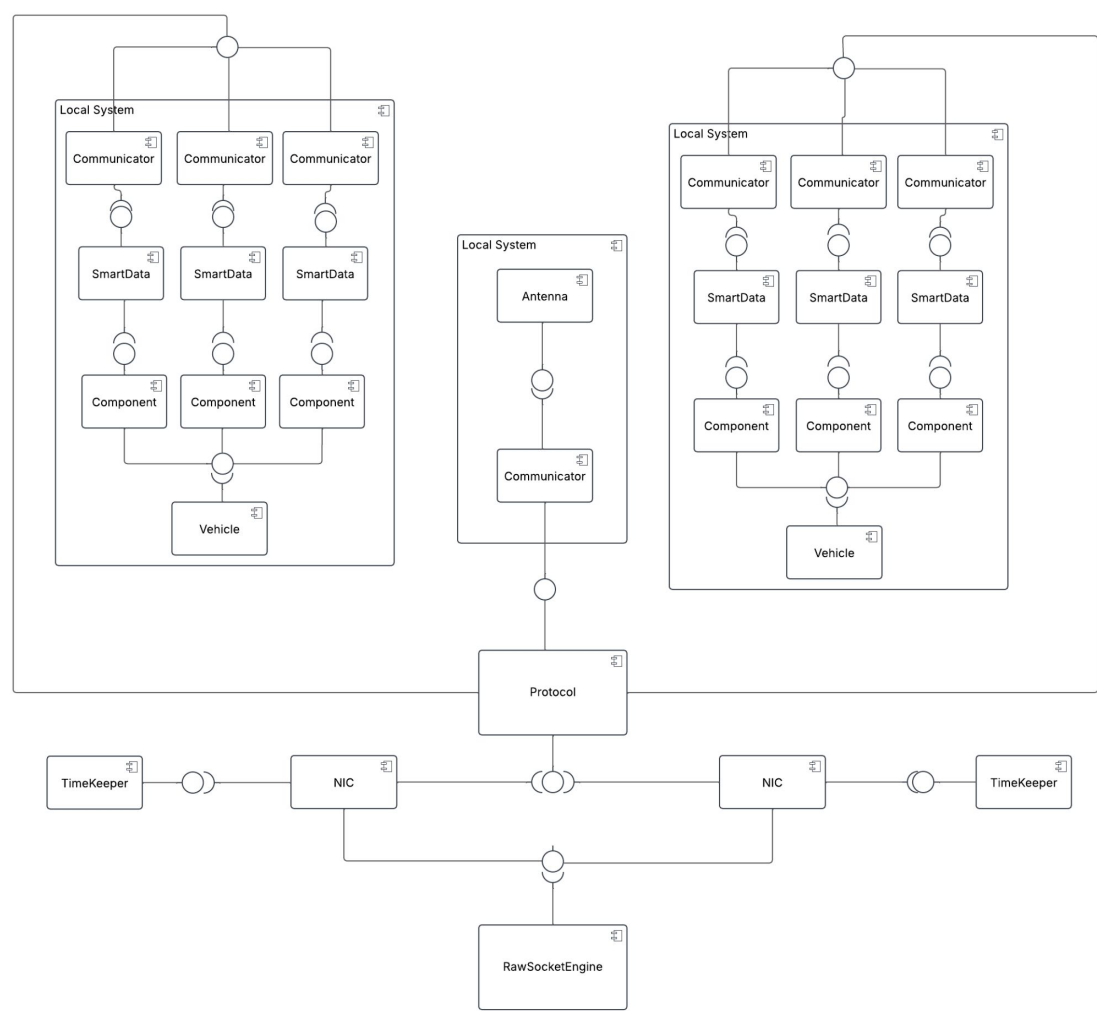 Local System
Communicator
Communicator
Communicator
SmartData
SmartData
SmartData
Component
Component
Component
Vehicle
Local System
Antenna
Communicator
Local System
Communicator
Communicator
Communicator
SmartData
SmartData
SmartData
Component
Component
Component
Vehicle
Protocol
TimeKeeper
NIC
NIC
TimeKeeper
RawSocketEngine